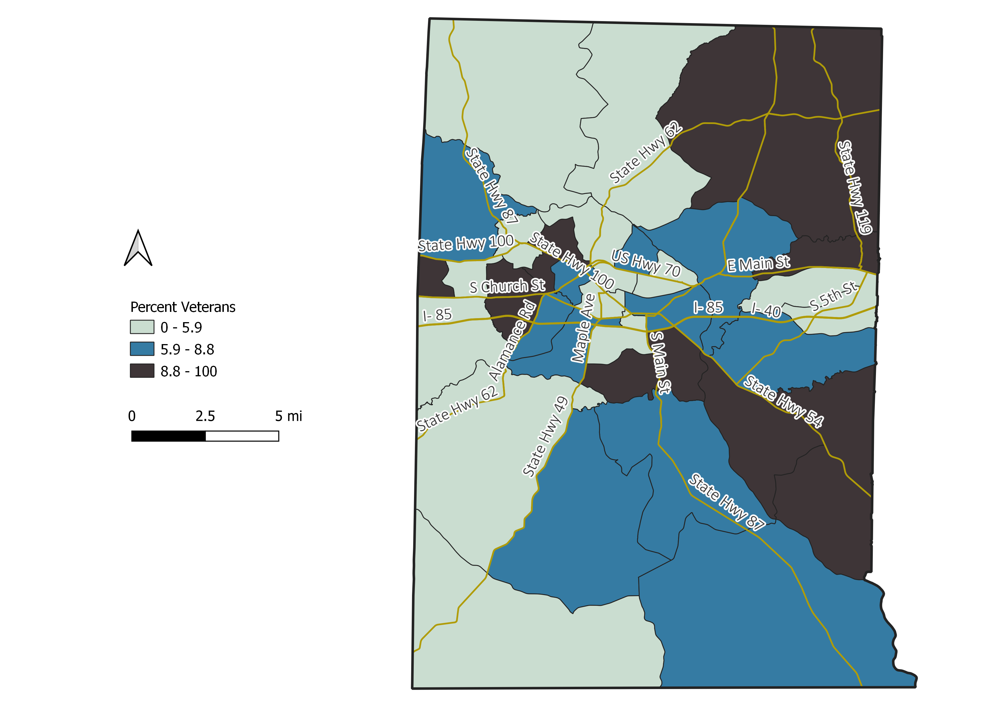 State Hwy 62
State Hwy 119
State Hwy 87
State Hwy 100
State Hwy 100
US Hwy 70
E Main St
S Church St
S 5th St
I- 85
I- 85
I- 40
Alamance Rd
Maple Ave
S Main St
State Hwy 62
State Hwy 49
State Hwy 54
State Hwy 87
Percent Veterans
0 - 5.9
5.9 - 8.8
8.8 - 100
0 2.5 5 mi